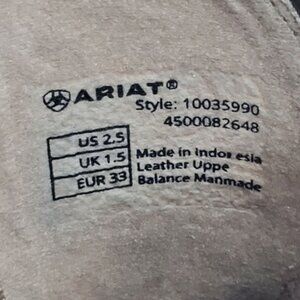 ARIAT®
Style: 10035990
4500082648
US 2.5
UK 1.5
EUR 33
Made in Indonesia
Leather Uppe
Balance Manmade